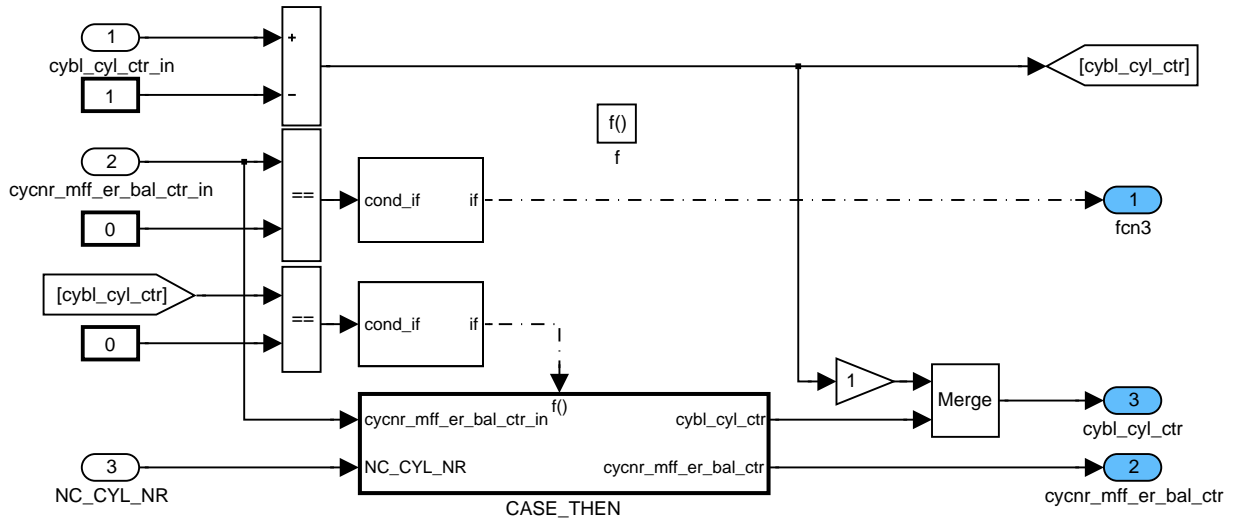 1
cybl_cyl_ctr_in
1
+
−
[cybl_cyl_ctr]
f()
f
2
cycnr_mff_er_bal_ctr_in
0
==
cond_if
if
1
fcn3
[cybl_cyl_ctr]
0
==
cond_if
if
1
Merge
3
cybl_cyl_ctr
f()
cycnr_mff_er_bal_ctr_in
cybl_cyl_ctr
3
NC_CYL_NR
NC_CYL_NR
cycnr_mff_er_bal_ctr
CASE_THEN
2
cycnr_mff_er_bal_ctr